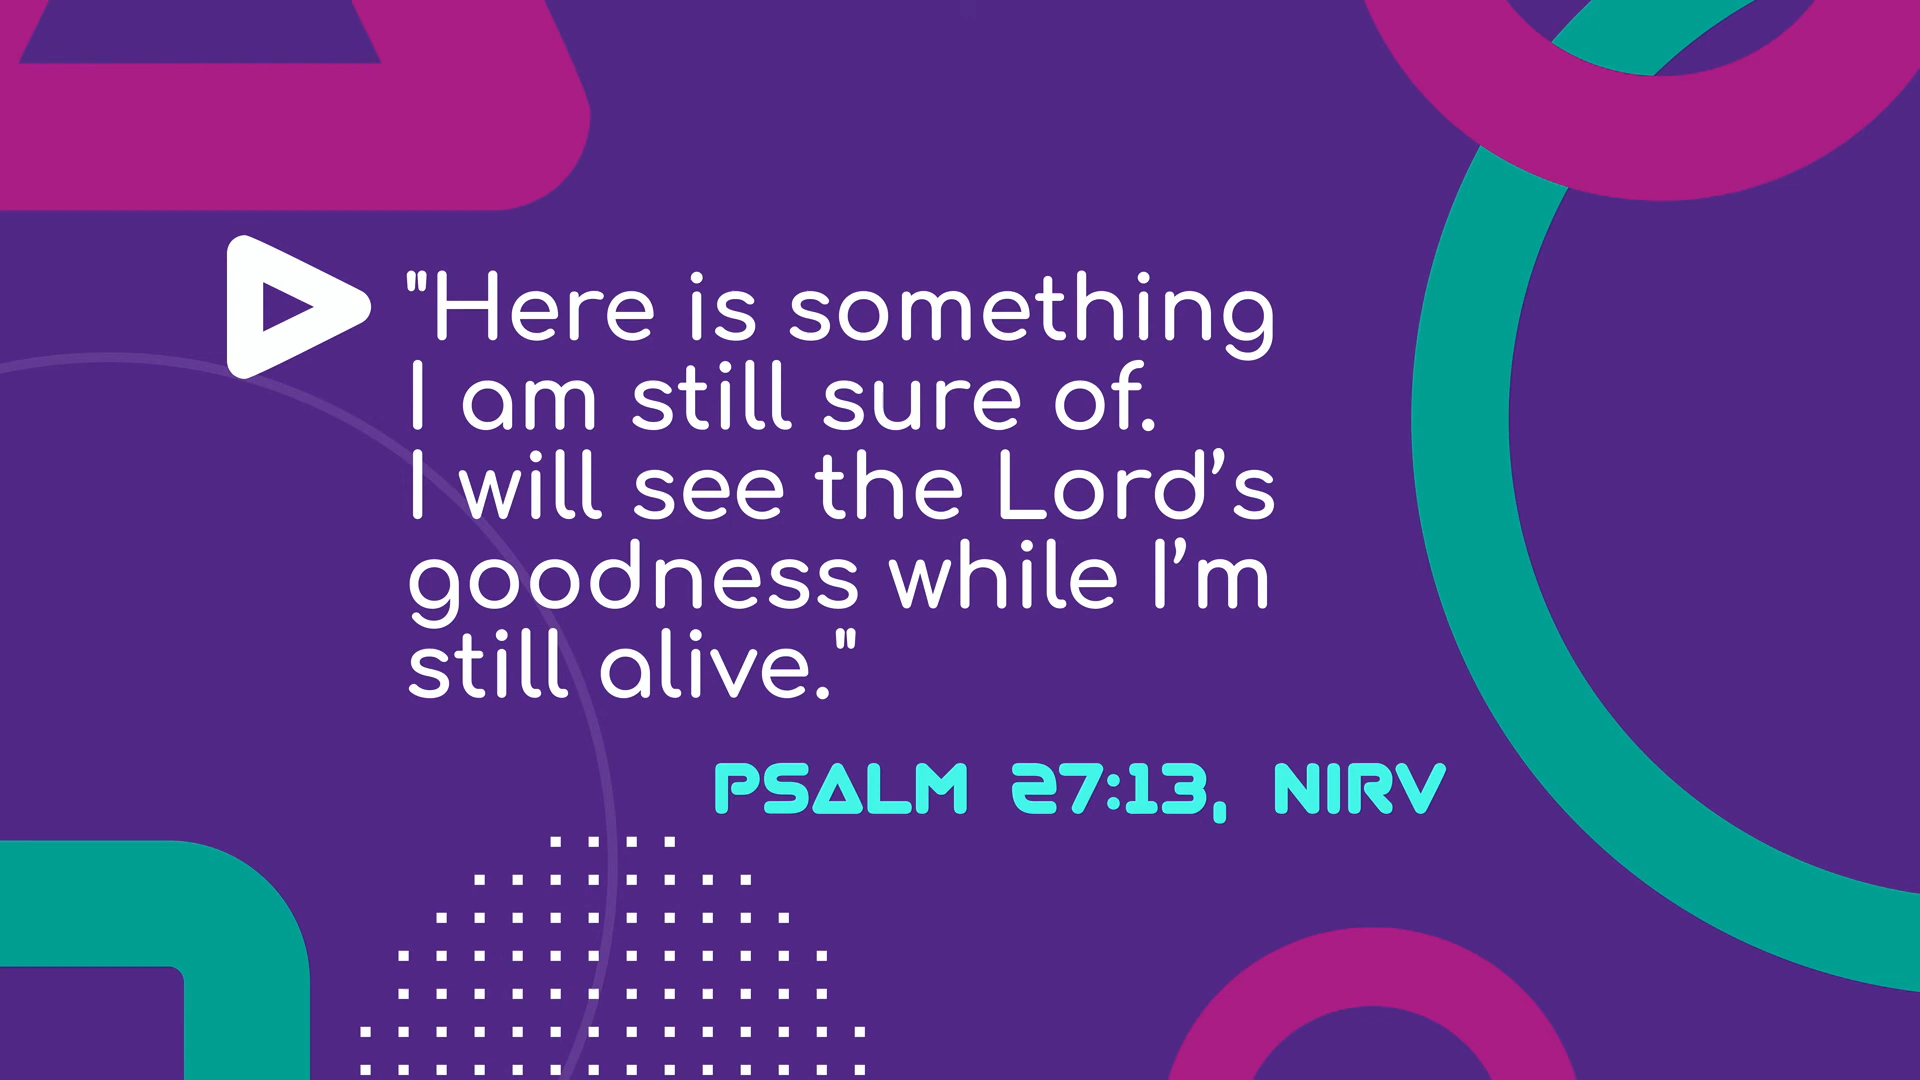 "Here is something
I am still sure of.
I will see the Lord’s
goodness while I’m
still alive."
PSALM 27:13, NIRV